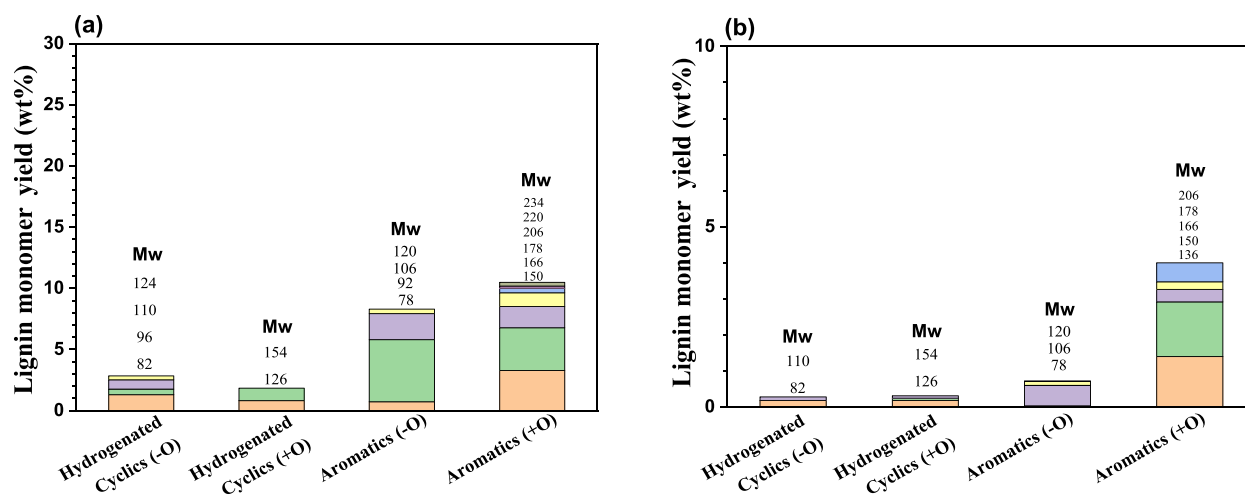 (a)
Lignin monomer yield (wt%)
30
25
20
15
10
5
0
Mw
124
110
96
82
Mw
154
126
Mw
120
106
92
78
Mw
234
220
206
178
166
150
Hydrogenated
Cyclics (-O)
Hydrogenated
Cyclics (+O)
Aromatics (-O)
Aromatics (+O)
(b)
Lignin monomer yield (wt%)
10
5
0
Mw
110
82
Mw
154
126
Mw
120
106
78
Mw
206
178
166
150
136
Hydrogenated
Cyclics (-O)
Hydrogenated
Cyclics (+O)
Aromatics (-O)
Aromatics (+O)